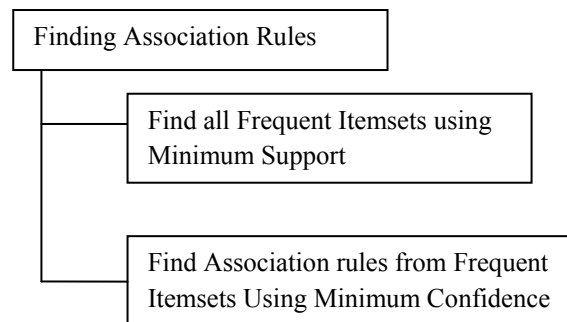 Finding Association Rules
Find all Frequent Itemsets using
Minimum Support
Find Association rules from Frequent
Itemsets Using Minimum Confidence